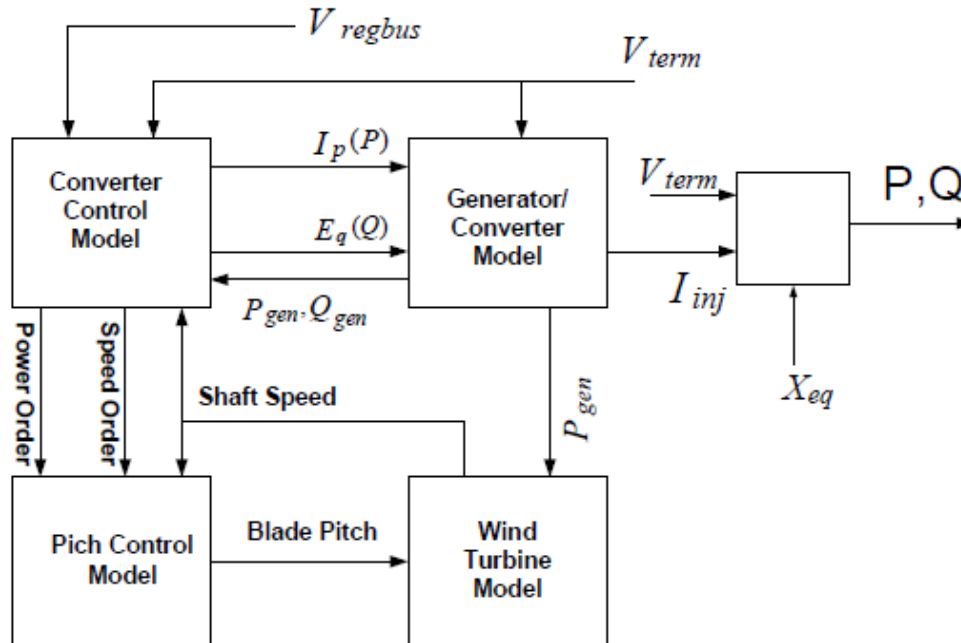 V regbus
V term
I p (P)
Converter
Control
Model
Generator/
Converter
Model
V term
P,Q
E q (Q)
P gen, Q gen
I inj
X eq
Power Order
Speed Order
Shaft Speed
P gen
Pich Control
Model
Blade Pitch
Wind
Turbine
Model